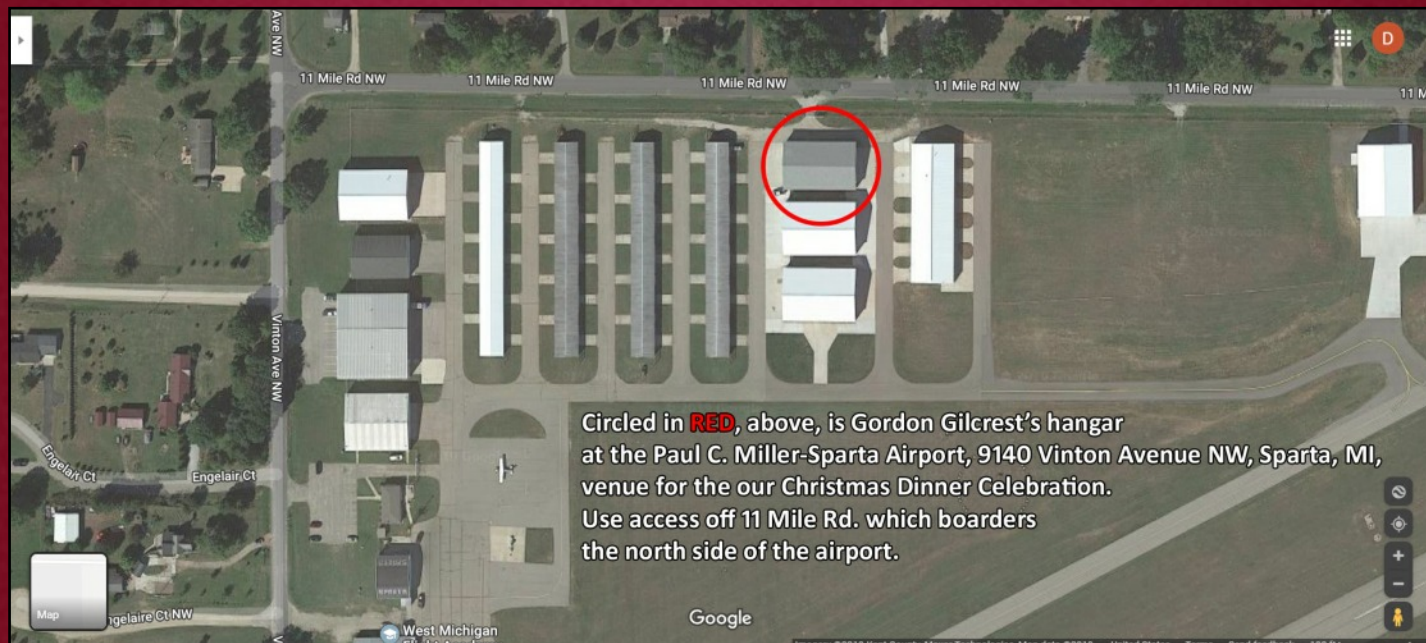 Ave NW
D
11 Mile Rd NW
11 Mile Rd NW
11 Mile Rd NW
11 Mile Rd NW
11 Mile Rd NW
11 M
Vinton Ave NW
Circled in RED, above, is Gordon Gilcrest's hangar
at the Paul C. Miller-Sparta Airport, 9140 Vinton Avenue NW, Sparta, MI,
venue for the our Christmas Dinner Celebration.
Use access off 11 Mile Rd. which boarders
the north side of the airport.
Engelair Ct
Engelair Ct
Map
ngelaire Ct NW
Google
West Michigan